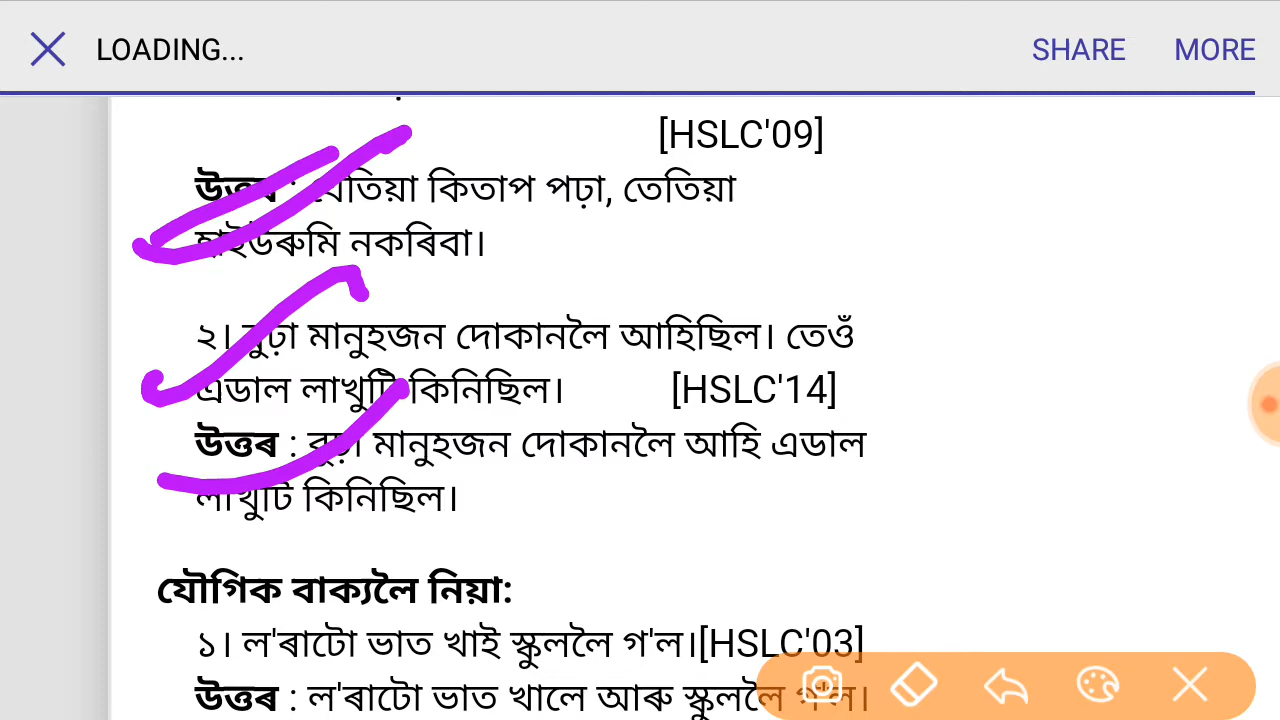 LOADING...
SHARE MORE
[HSLC'09]
উত্তৰ : যেতিয়া কিতাপ পঢ়া, তেতিয়া
হাইউৰুমি নকৰিবা।
২। বুঢ়া মানুহজন দোকানলৈ আহিছিল। তেওঁ
এডাল লাখুটি কিনিছিল। [HSLC'14]
উত্তৰ : বুঢ়া মানুহজন দোকানলৈ আহি এডাল
লাখুটি কিনিছিল।
যৌগিক বাক্যলৈ নিয়া:
১। ল'ৰাটো ভাত খাই স্কুললৈ গ'ল।[HSLC'03]
উত্তৰ : ল'ৰাটো ভাত খালে আৰু স্কুললৈ গ'ল।